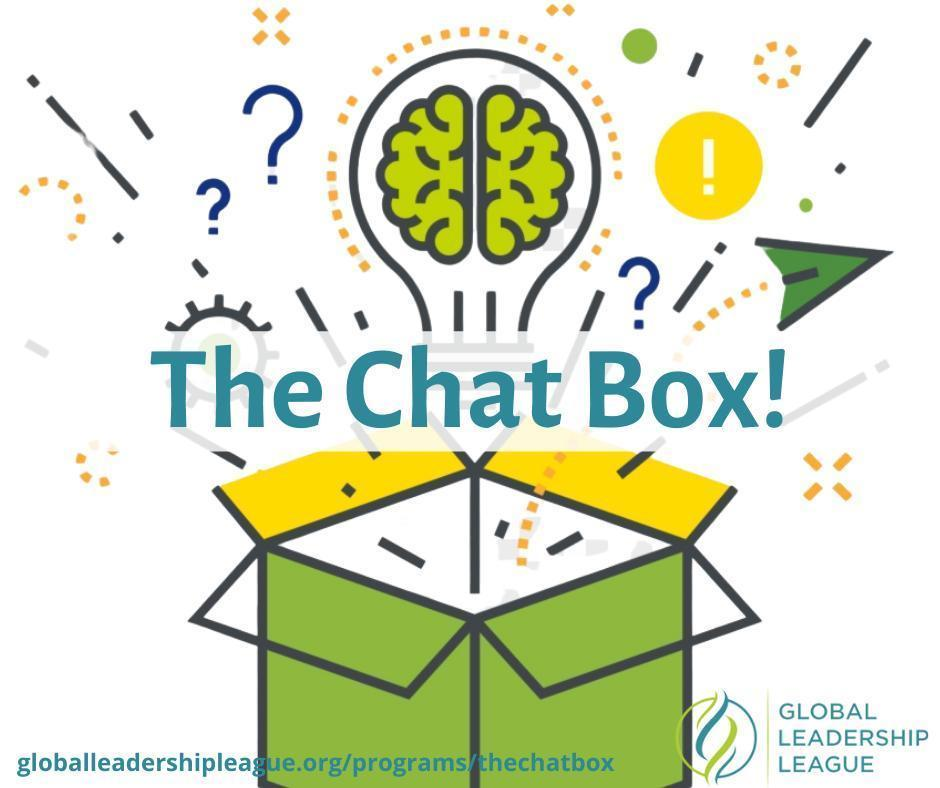 ? 
?
!
?
The Chat Box!
globalleadershipleague.org/programs/thechatbox
GLOBAL
LEADERSHIP
LEAGUE